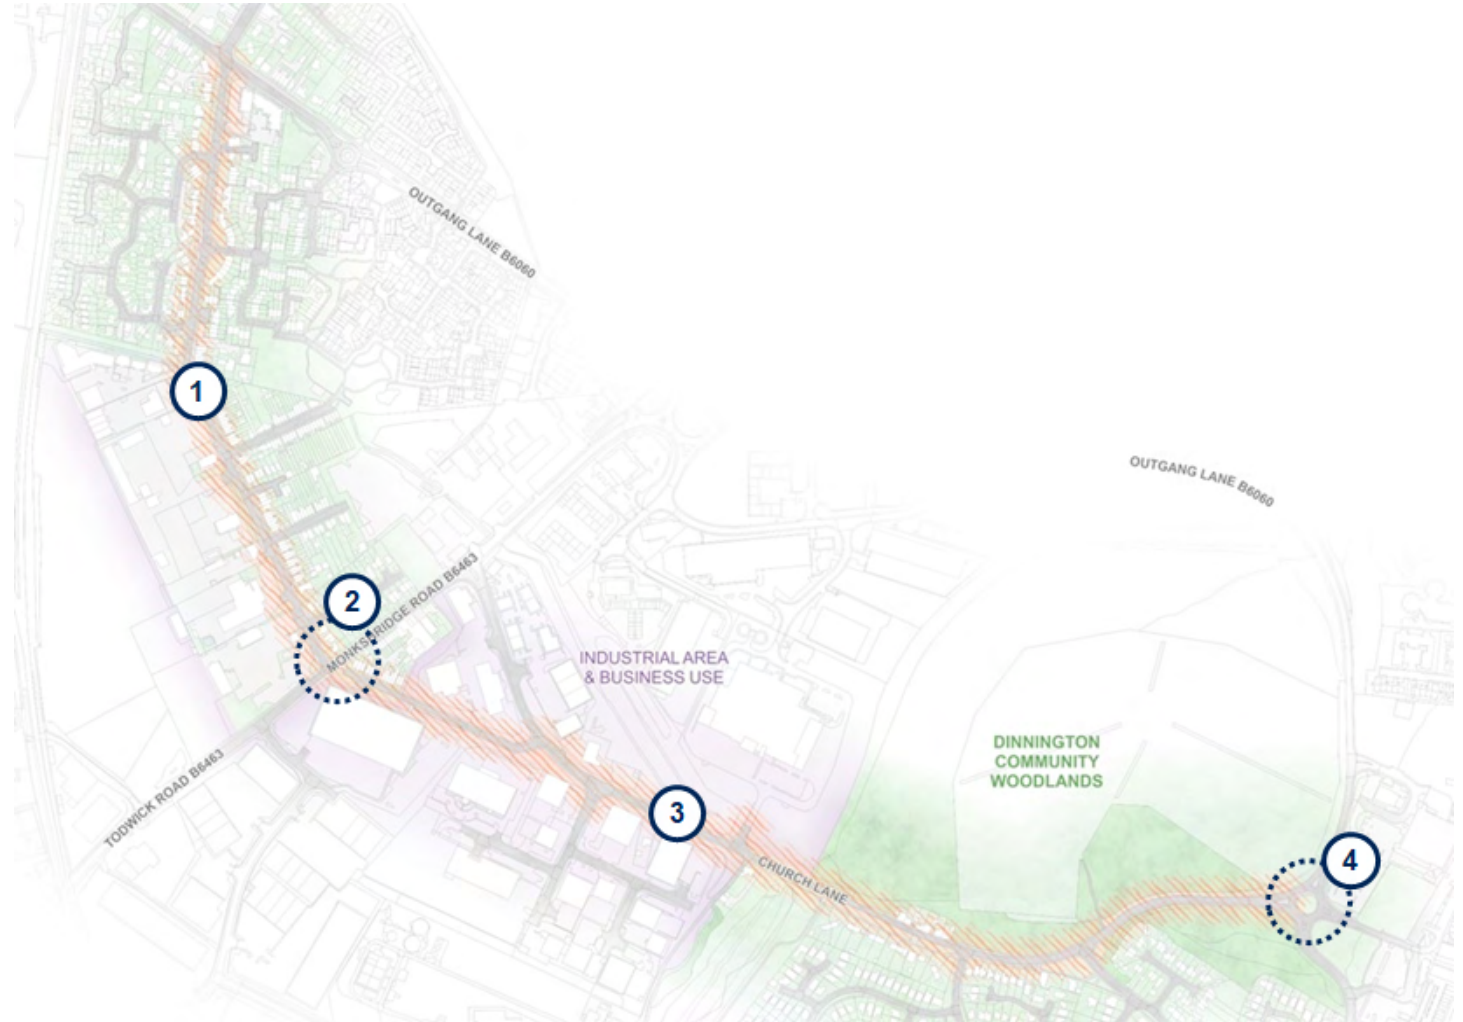 OUTGANG LANE B6060
1
OUTGANG LANE B6060
2
MONKSBRIDGE ROAD B6463
INDUSTRIAL AREA
& BUSINESS USE
DINNINGTON
COMMUNITY
WOODLANDS
TODWICK ROAD B6463
3
CHURCH LANE
4